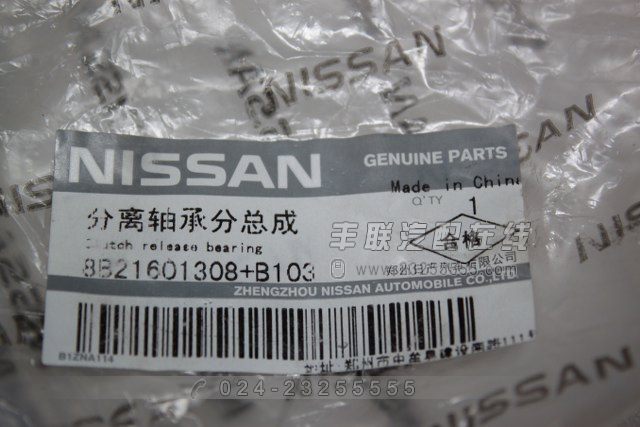 NISSAN
NISSAN
GENUINE PARTS
Made in China
Q'TY
1
分离轴承分总成
Clutch release bearing
合格
丰联汽配在线
8B21601308+B103
ZHENGZHOU NISSAN AUTOMOBILE CO.,LTD.
B1ZNA114
024-23255555
NISSAN
NISSAN